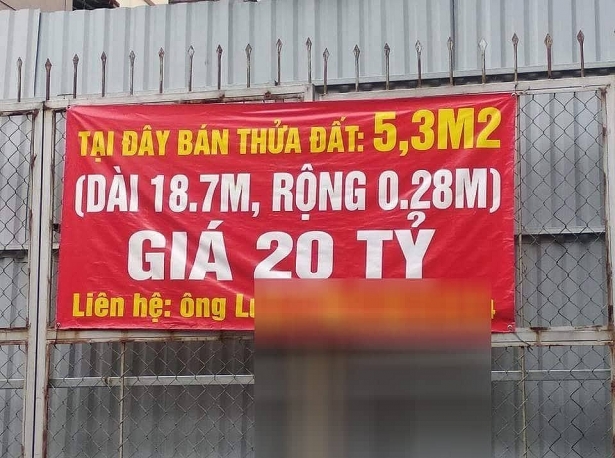 TẠI ĐÂY BÁN THỬA ĐẤT: 5,3M2
(DÀI 18.7M, RỘNG 0.28M)
GIÁ 20 TỶ
Liên hệ: ông